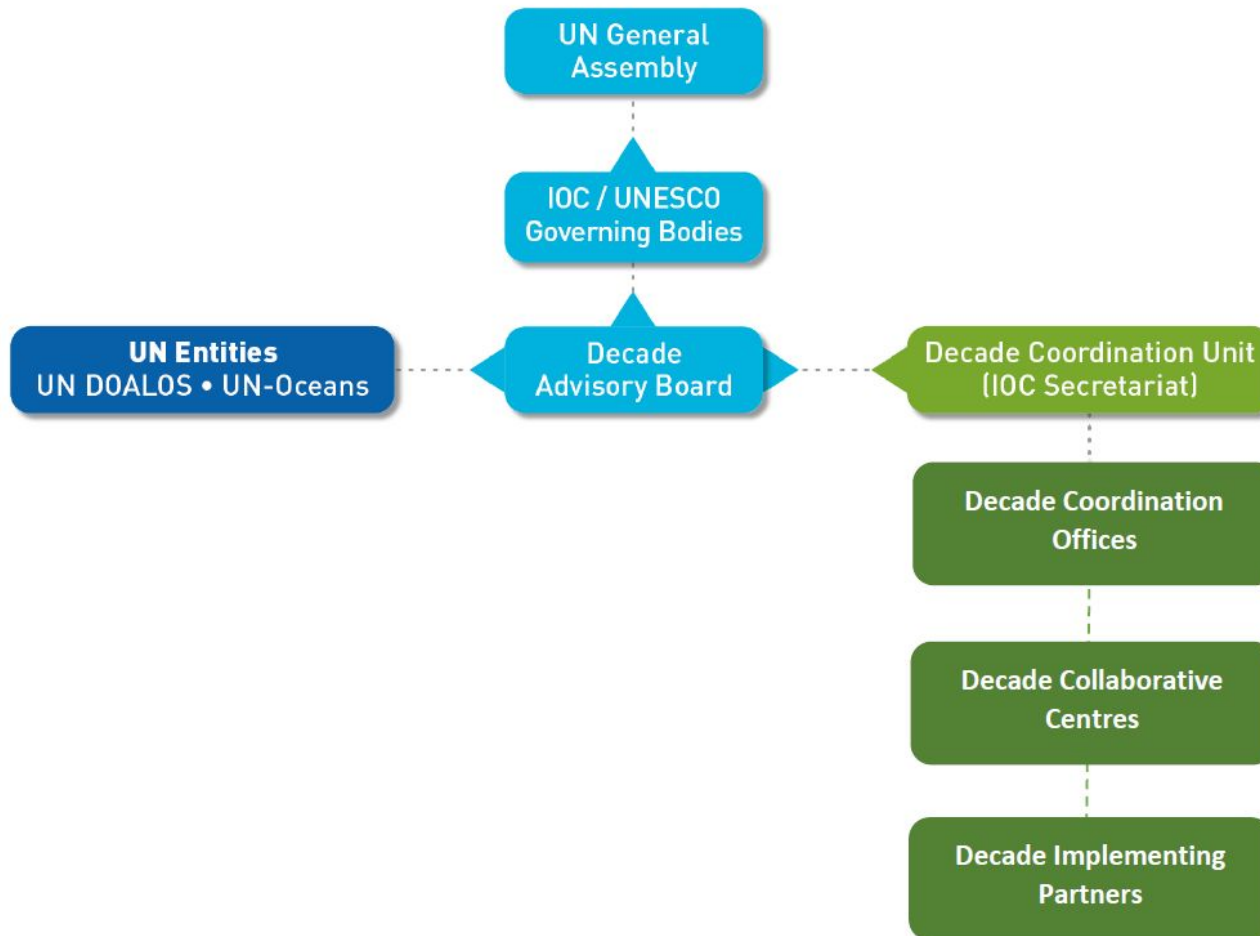 UN General
Assembly
IOC / UNESCO
Governing Bodies
UN Entities
UN DOALOS • UN-Oceans
Decade
Advisory Board
Decade Coordination Unit
(IOC Secretariat)
Decade Coordination
Offices
Decade Collaborative
Centres
Decade Implementing
Partners